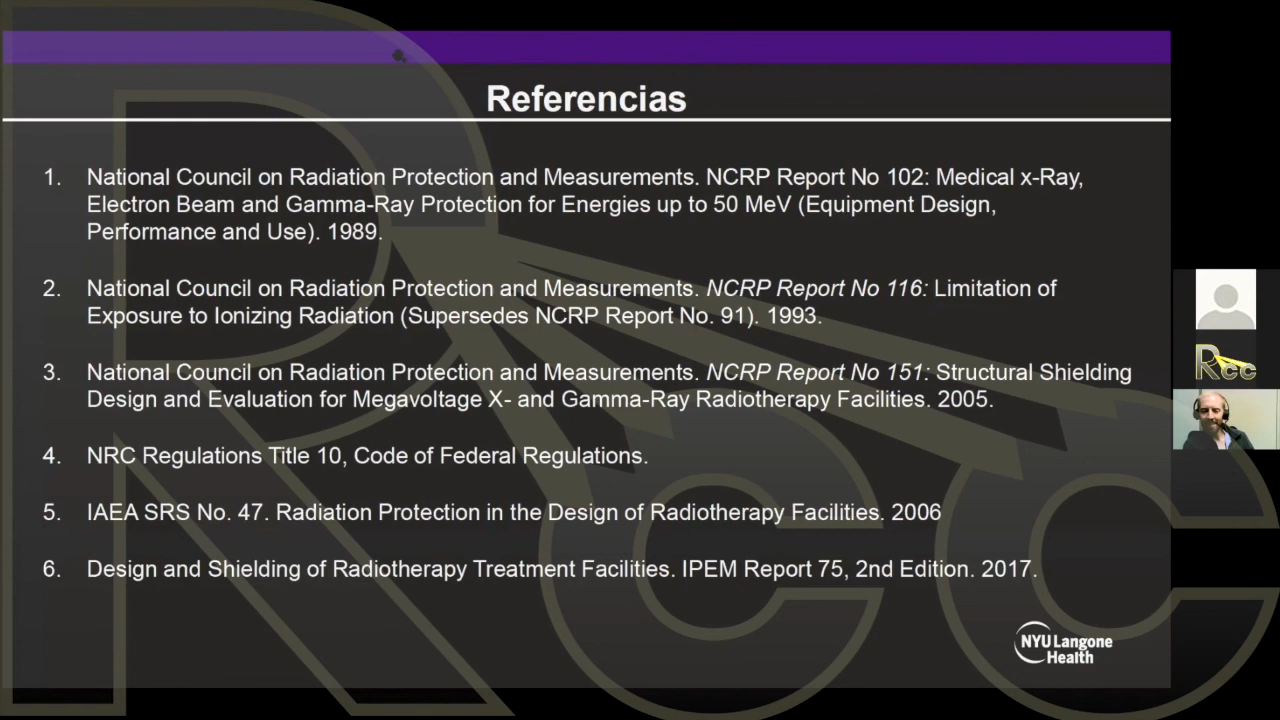 Referencias
1. National Council on Radiation Protection and Measurements. NCRP Report No 102: Medical x-Ray,
Electron Beam and Gamma-Ray Protection for Energies up to 50 MeV (Equipment Design,
Performance and Use). 1989.
2. National Council on Radiation Protection and Measurements. NCRP Report No 116: Limitation of
Exposure to Ionizing Radiation (Supersedes NCRP Report No. 91). 1993.
3. National Council on Radiation Protection and Measurements. NCRP Report No 151: Structural Shielding
Design and Evaluation for Megavoltage X- and Gamma-Ray Radiotherapy Facilities. 2005.
4. NRC Regulations Title 10, Code of Federal Regulations.
5. IAEA SRS No. 47. Radiation Protection in the Design of Radiotherapy Facilities. 2006
6. Design and Shielding of Radiotherapy Treatment Facilities. IPEM Report 75, 2nd Edition. 2017.
NYU Langone
Health
Rcc
Rcc